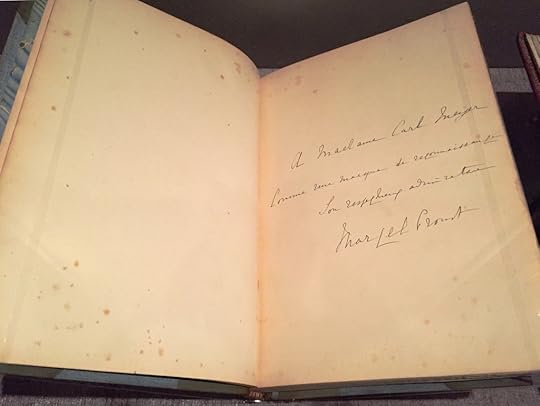 A Madame Carl Meyer
Comme une marque de reconnaissance
Son respectueux admirateur
Marcel Proust